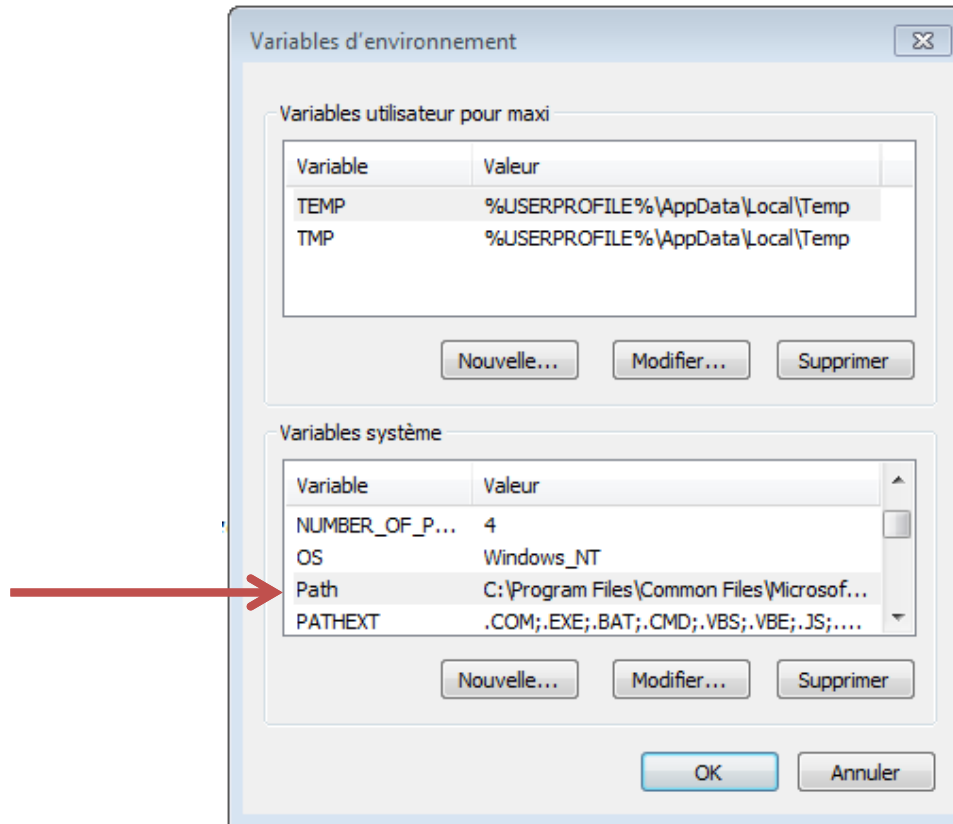 Variables d'environnement
Variables utilisateur pour maxi
Variable Valeur
TEMP %USERPROFILE%\AppData\Local\Temp
TMP %USERPROFILE%\AppData\Local\Temp
Nouvelle... Modifier... Supprimer
Variables système
Variable Valeur
NUMBER_OF_P... 4
OS Windows_NT
Path C:\Program Files\Common Files\Microsof...
PATHEXT .COM;.EXE;.BAT;.CMD;.VBS;.VBE;.JS;....
Nouvelle... Modifier... Supprimer
OK Annuler